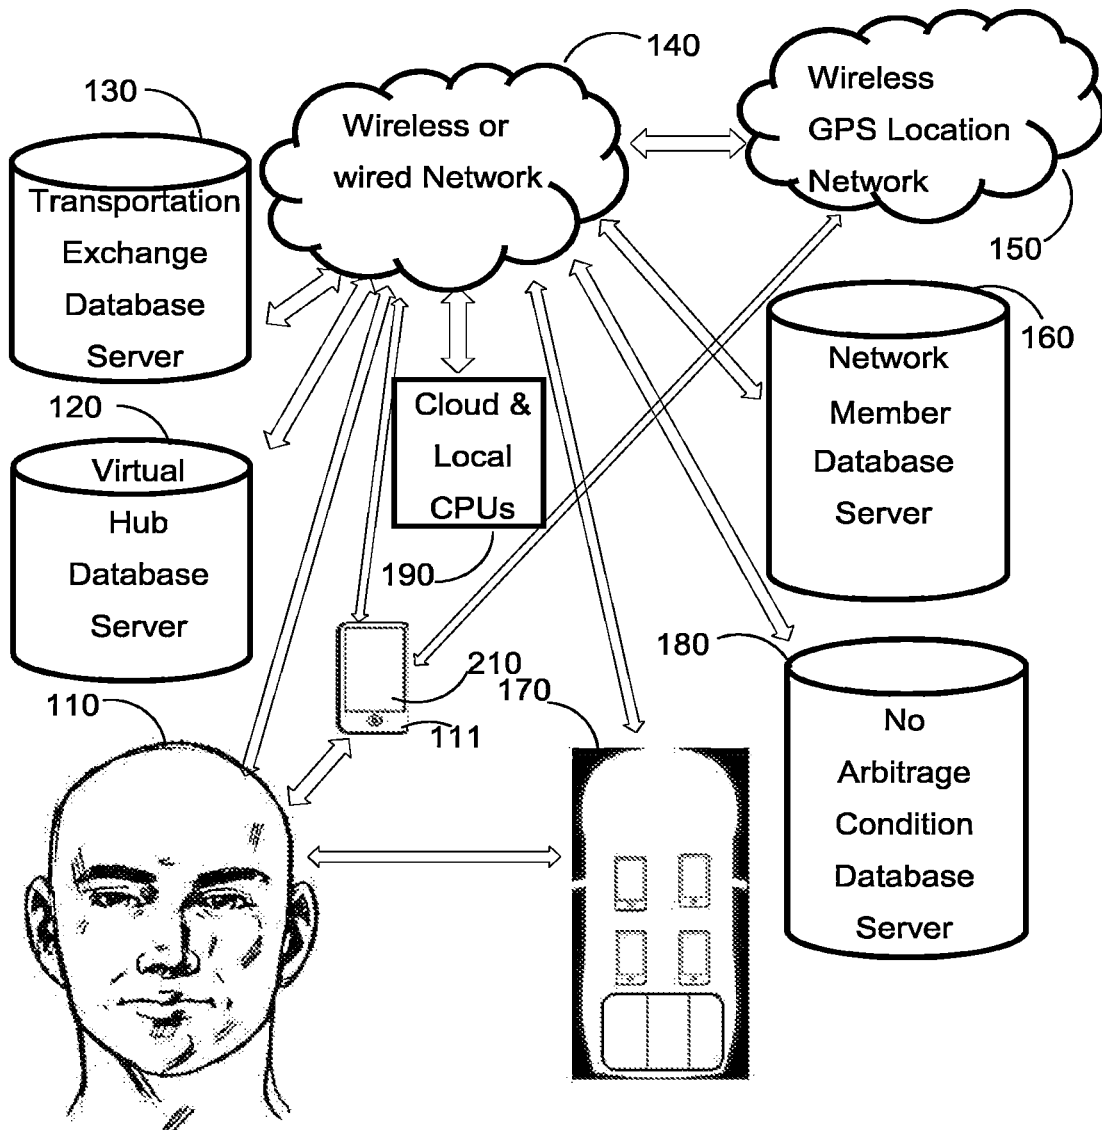 140
Wireless or
wired Network
Wireless
GPS Location
Network
150
130
Transportation
Exchange
Database
Server
160
Network
Member
Database
Server
120
Virtual
Hub
Database
Server
Cloud &
Local
CPUs
190
210
111
170
180
No
Arbitrage
Condition
Database
Server
110